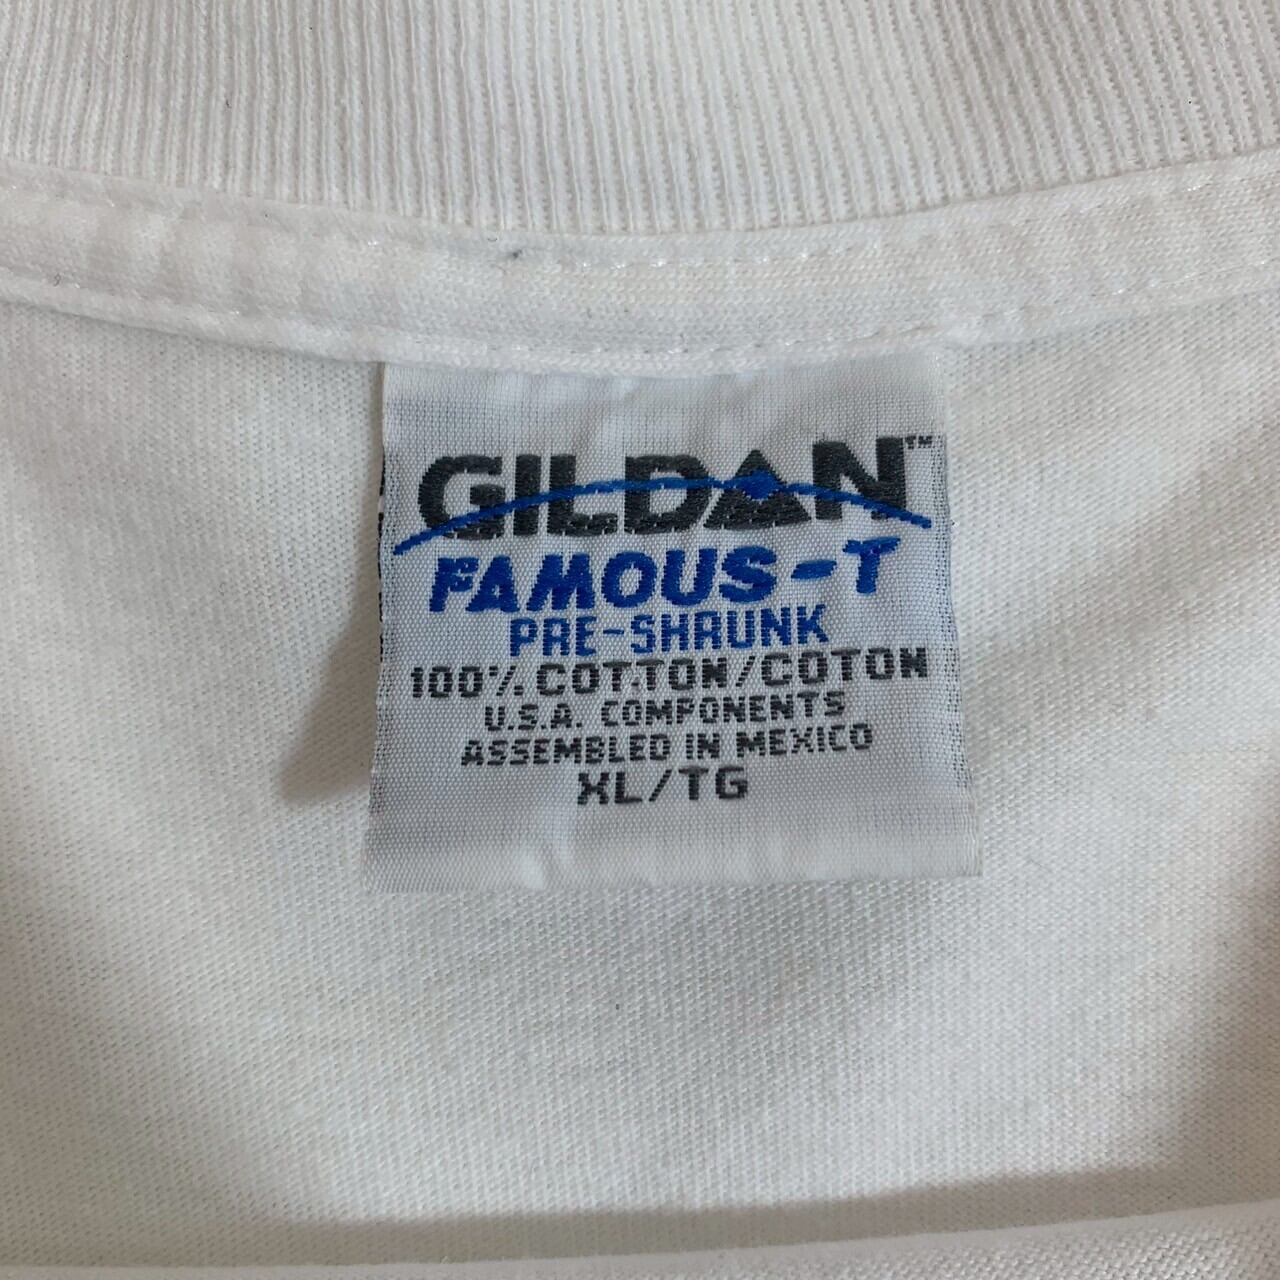 GILDAN™
FAMOUS-T
PRE-SHRUNK
100% COTTON/COTON
U.S.A. COMPONENTS
ASSEMBLED IN MEXICO
XL/TG